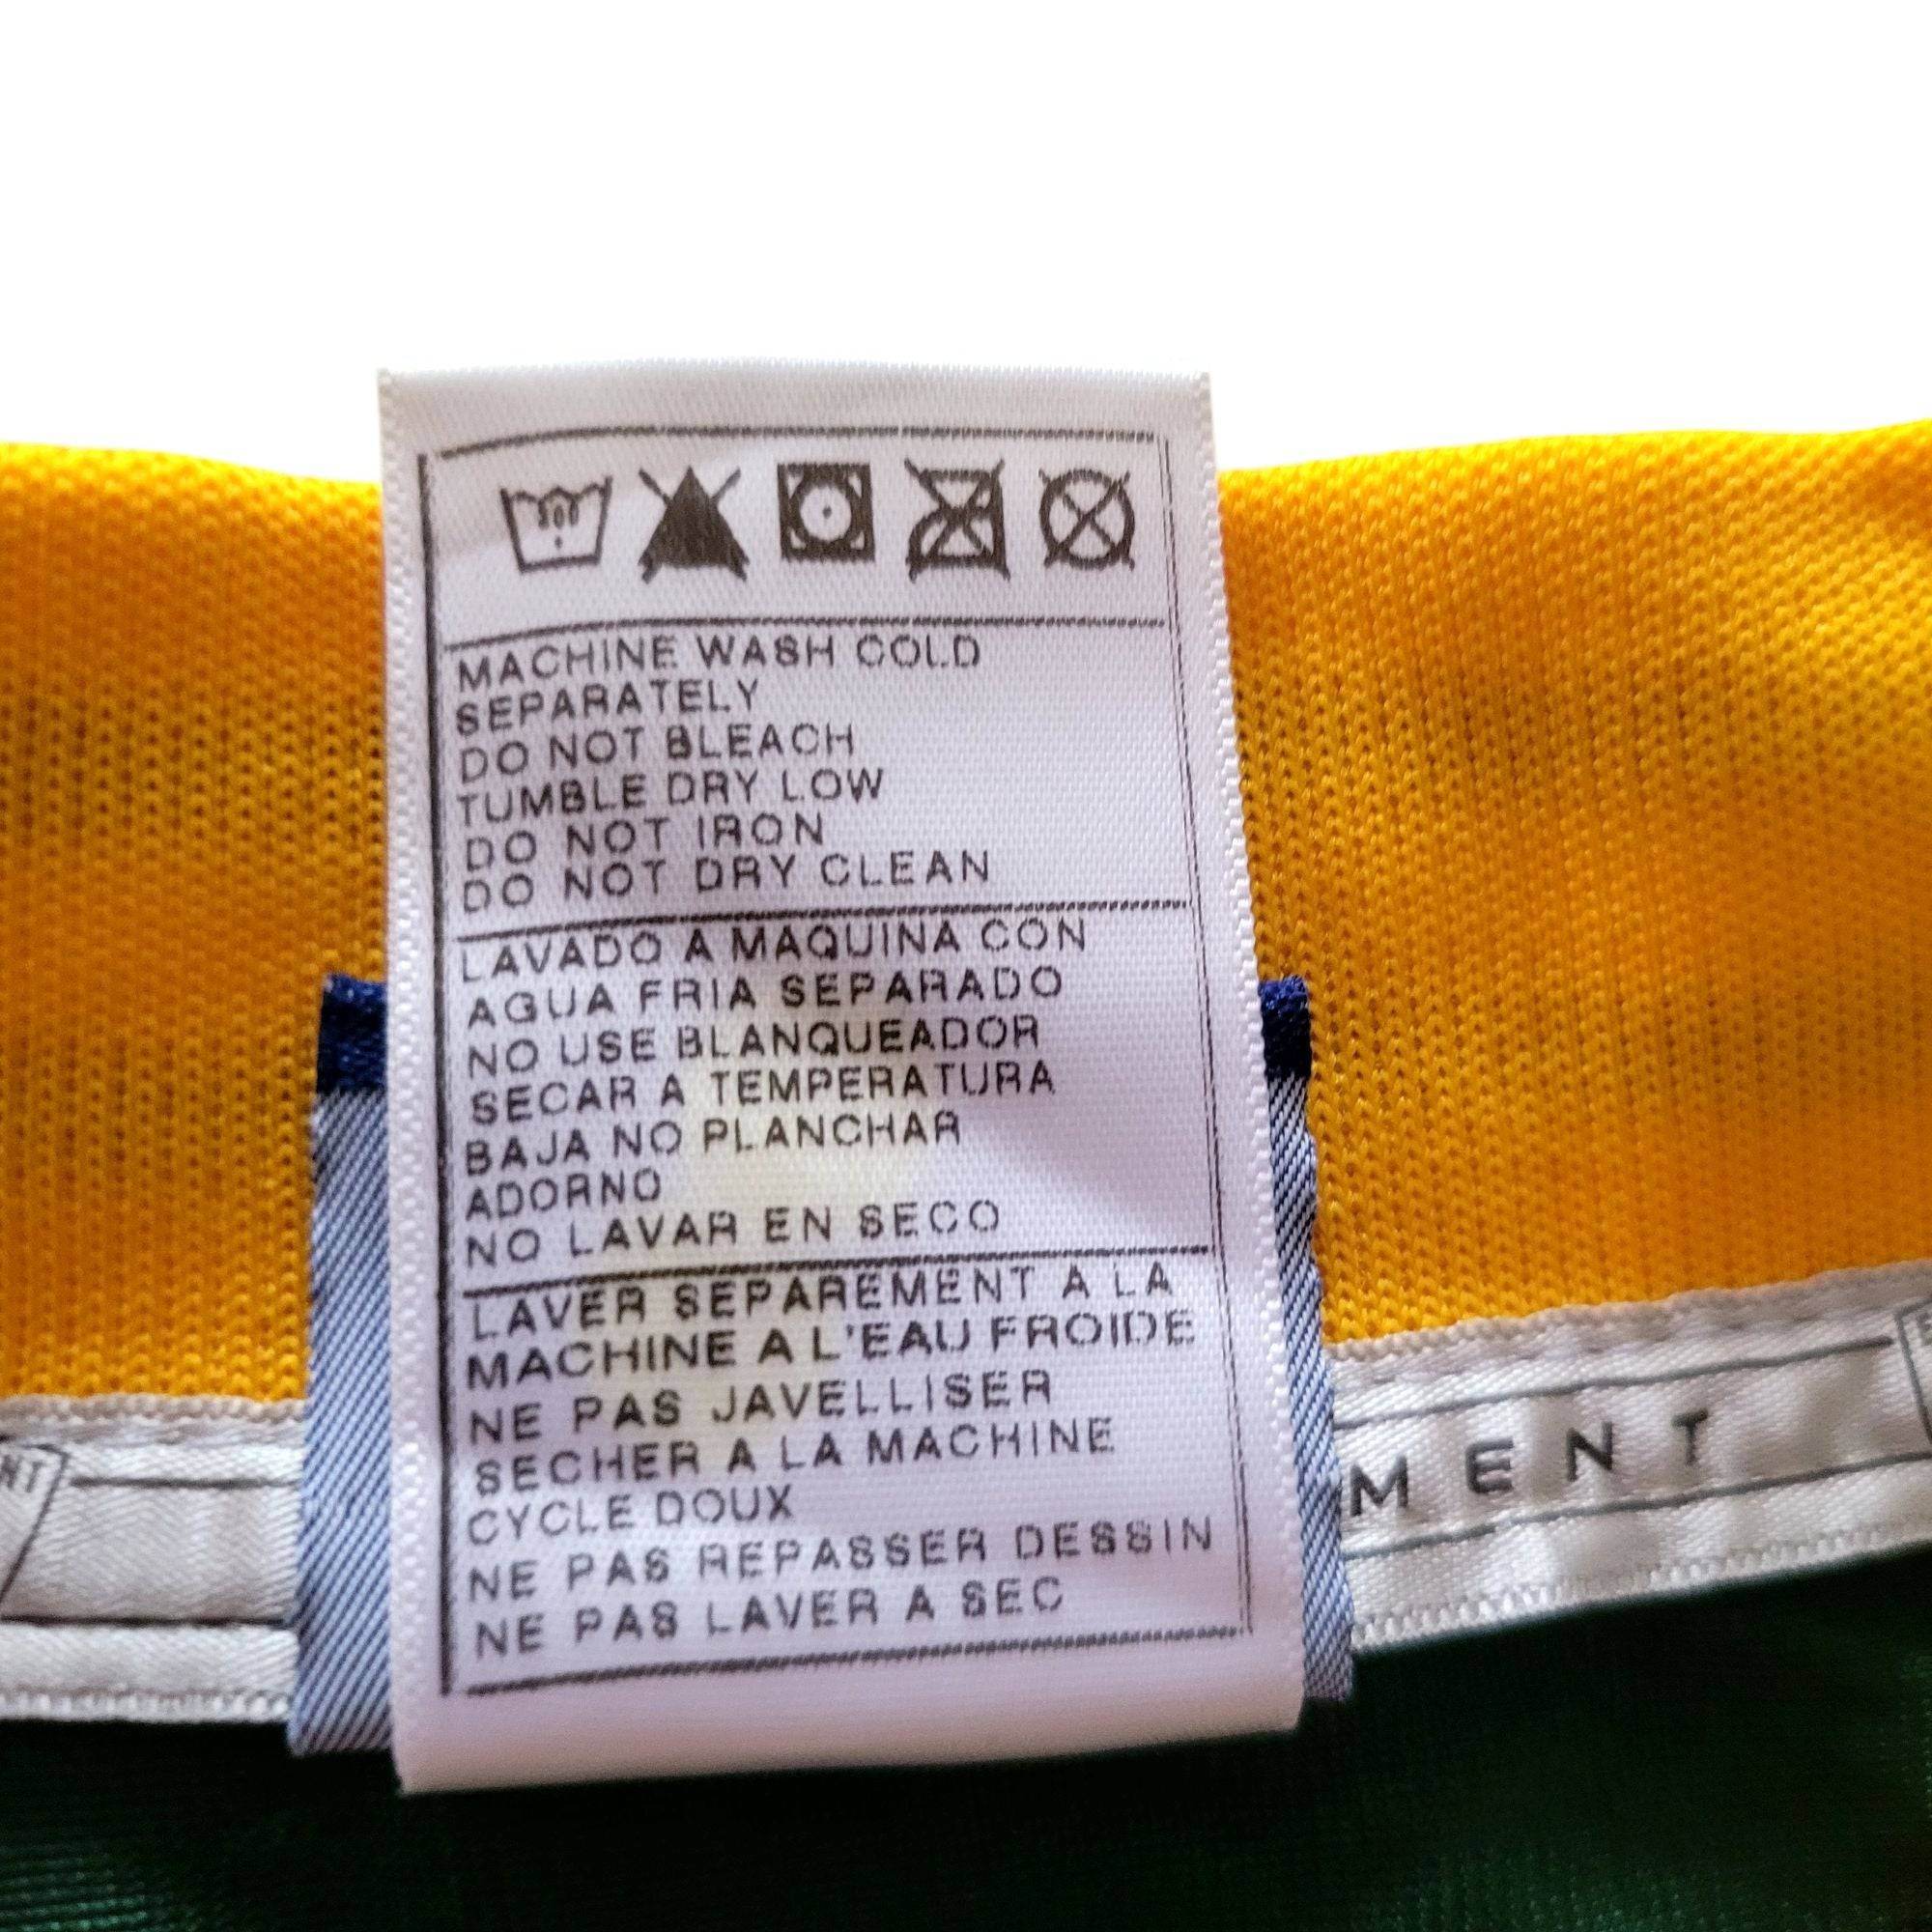 MACHINE WASH COLD
SEPARATELY
DO NOT BLEACH
TUMBLE DRY LOW
DO NOT IRON
DO NOT DRY CLEAN
LAVADO A MAQUINA CON
AGUA FRIA SEPARADO
NO USE BLANQUEADOR
SECAR A TEMPERATURA
BAJA NO PLANCHAR
ADORNO
NO LAVAR EN SECO
LAVER SEPAREMENT A LA
MACHINE A L'EAU FROIDE
NE PAS JAVELLISER
SECHER A LA MACHINE
CYCLE DOUX
NE PAS REPASSER DESSIN
NE PAS LAVER A SEC
NT
MENT